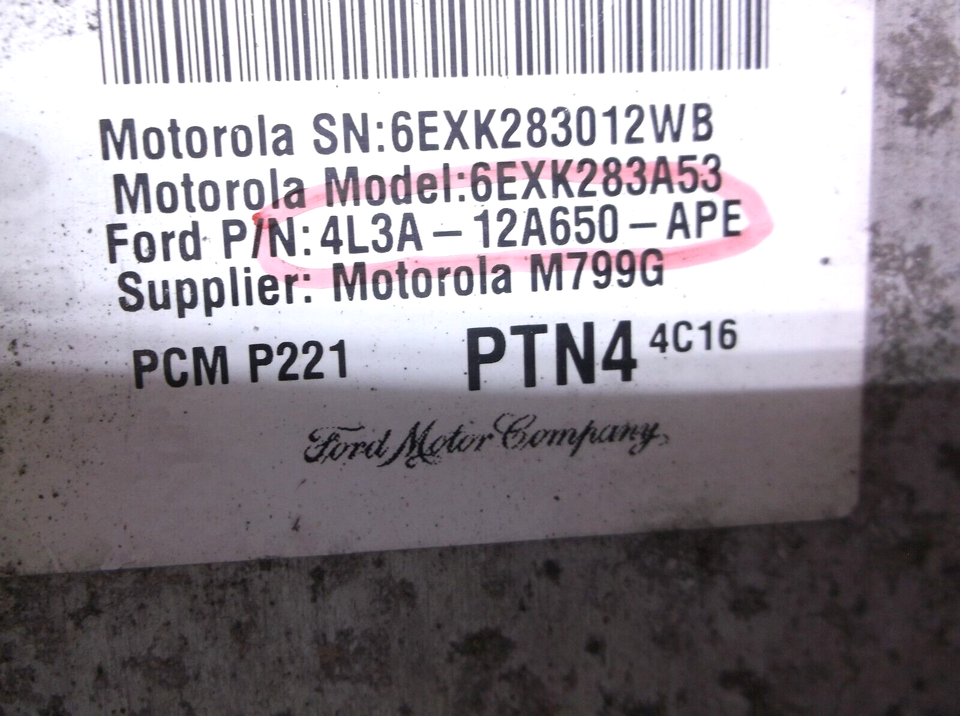 Motorola SN:6EXK283012WB
Motorola Model:6EXK283A53
Ford P/N:4L3A-12A650-APE
Supplier: Motorola M799G
PCM P221 PTN4 4C16
Ford Motor Company